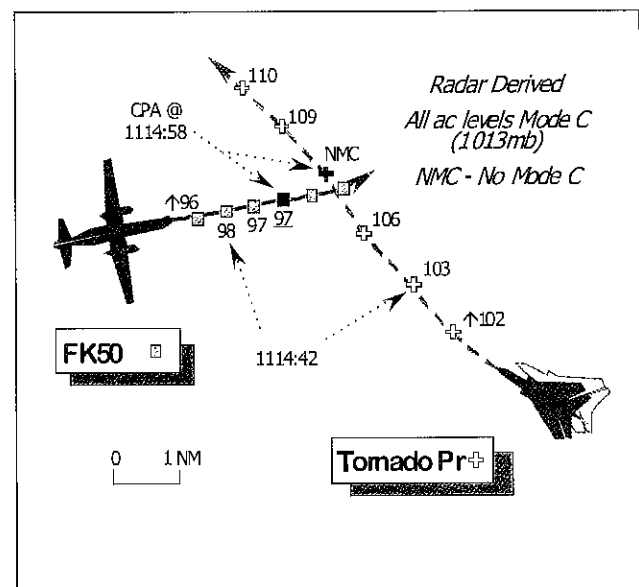 110
109
CPA @
1114:58
NMC
Radar Derived
All ac levels Mode C
(1013mb)
NMC - No Mode C
↑96
98
97
97
106
103
↑102
1114:42
FK50
0 1 NM
Tornado Pr